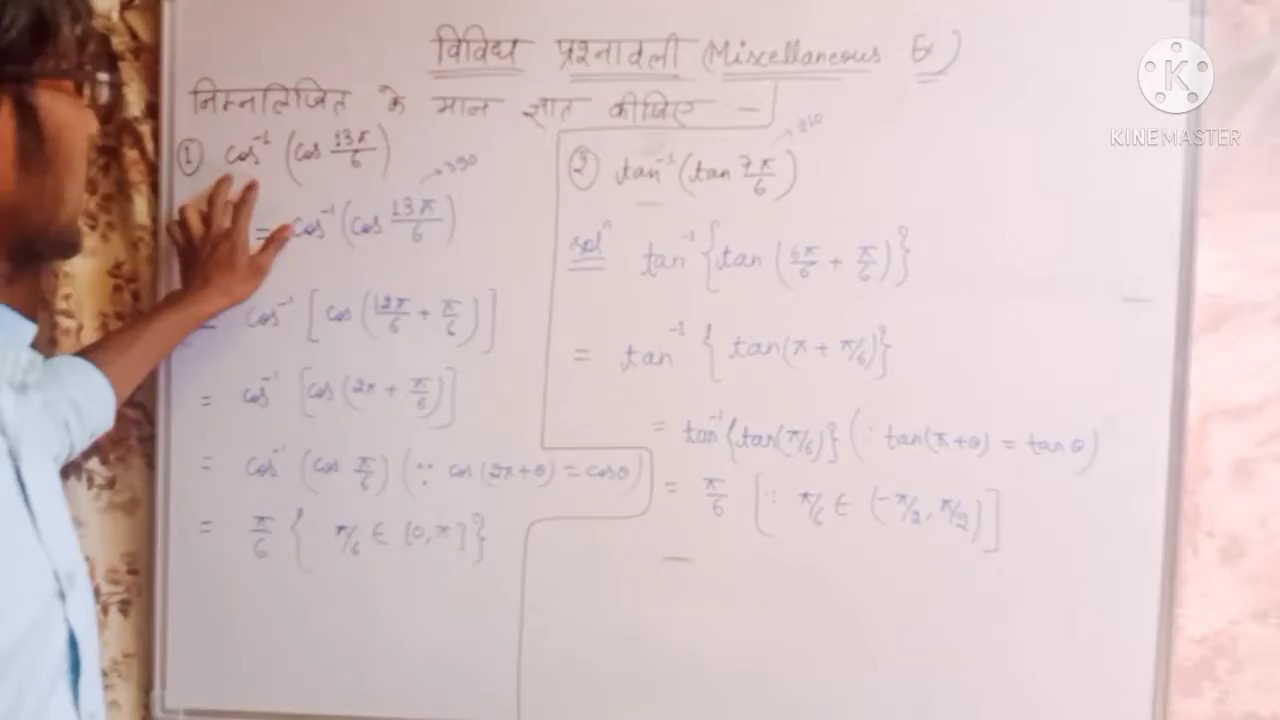 विविध प्रश्नावली (Miscellaneous Ex)
निम्नलिखित के मान ज्ञात कीजिए -
① cos⁻¹ (cos 13π/6)
= cos⁻¹ (cos 13π/6) → 390
= cos⁻¹ [cos (12π/6 + π/6)]
= cos⁻¹ [cos (2π + π/6)]
= cos⁻¹ (cos π/6) (∵ cos (2π+θ) = cosθ)
= π/6 { π/6 ∈ [0, π] }
② tan⁻¹ (tan 7π/6) → 210
solⁿ tan⁻¹ {tan (6π/6 + π/6)}
= tan⁻¹ { tan(π + π/6)}
= tan⁻¹ {tan(π/6)} (∵ tan(π+θ) = tanθ)
= π/6 [∵ π/6 ∈ (-π/2, π/2)]
K
KINEMASTER